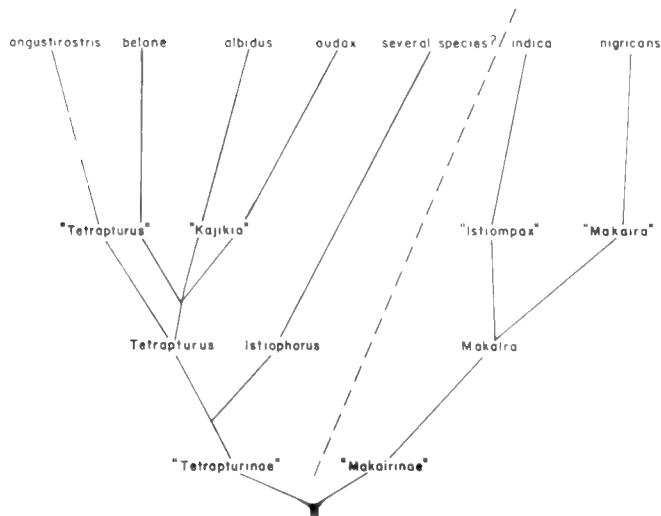 angustirostris belone albidus audax several species? indica nigricans
"Tetrapturus" "Kajikia" "Istiompax" "Makaira"
Tetrapturus Istiophorus Makaira
"Tetrapturinae" "Makairinae"